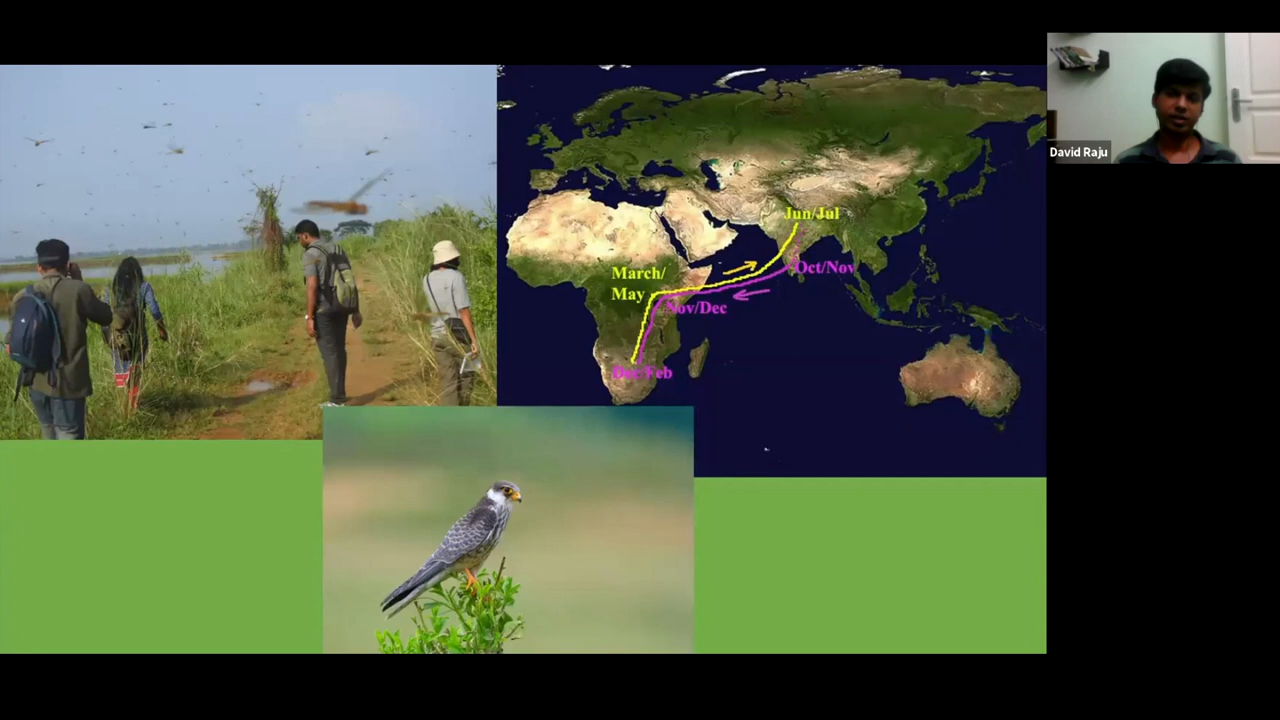 Jun/Jul
March/
May
Oct/Nov
Nov/Dec
Dec/Feb
David Raju